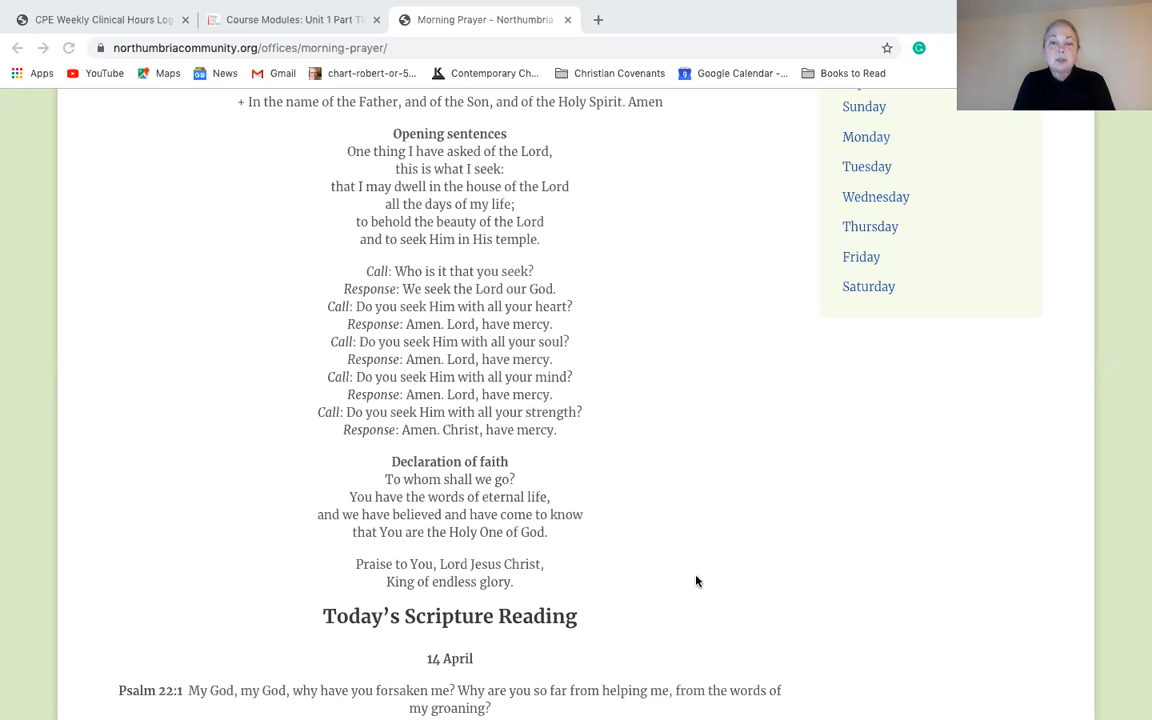 CPE Weekly Clinical Hours Log
Course Modules: Unit 1 Part Ti
Morning Prayer - Northumbria
northumbriacommunity.org/offices/morning-prayer/
Apps YouTube Maps News Gmail chart-robert-or-5... Contemporary Ch... Christian Covenants Google Calendar -... Books to Read
+ In the name of the Father, and of the Son, and of the Holy Spirit. Amen
Opening sentences
One thing I have asked of the Lord,
this is what I seek:
that I may dwell in the house of the Lord
all the days of my life;
to behold the beauty of the Lord
and to seek Him in His temple.
Call: Who is it that you seek?
Response: We seek the Lord our God.
Call: Do you seek Him with all your heart?
Response: Amen. Lord, have mercy.
Call: Do you seek Him with all your soul?
Response: Amen. Lord, have mercy.
Call: Do you seek Him with all your mind?
Response: Amen. Lord, have mercy.
Call: Do you seek Him with all your strength?
Response: Amen. Christ, have mercy.
Declaration of faith
To whom shall we go?
You have the words of eternal life,
and we have believed and have come to know
that You are the Holy One of God.
Praise to You, Lord Jesus Christ,
King of endless glory.
Today’s Scripture Reading
14 April
Psalm 22:1 My God, my God, why have you forsaken me? Why are you so far from helping me, from the words of
my groaning?
Sunday
Monday
Tuesday
Wednesday
Thursday
Friday
Saturday